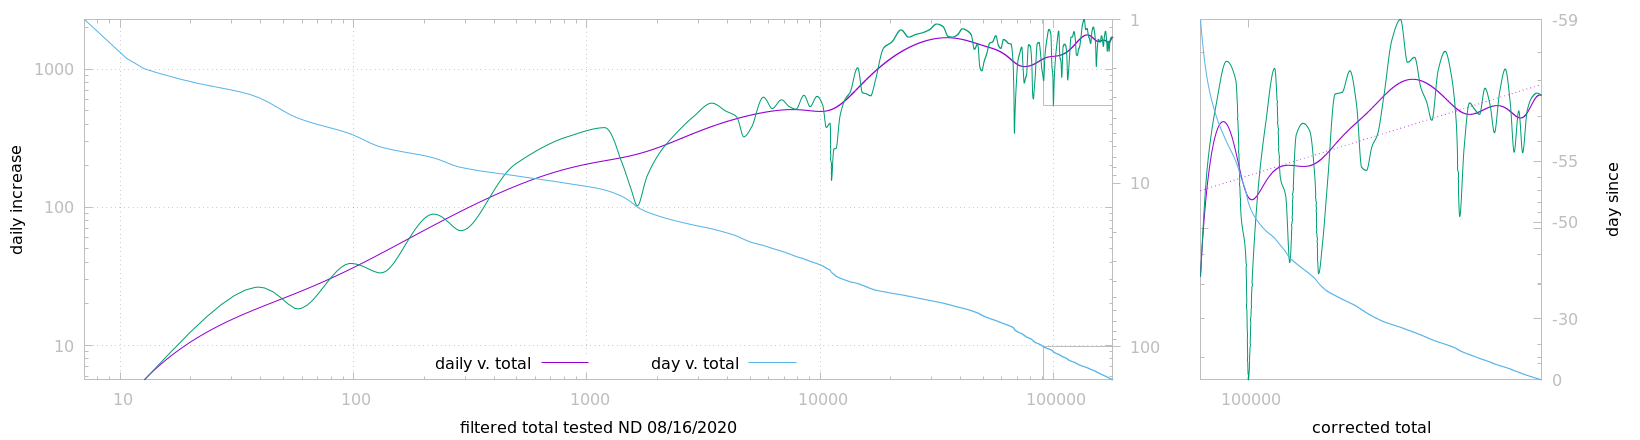 1000
100
10
daily increase
daily v. total
day v. total
10
100
1000
10000
100000
filtered total tested ND 08/16/2020
1
10
100
100000
corrected total
-59
-55
-50
-30
0
day since